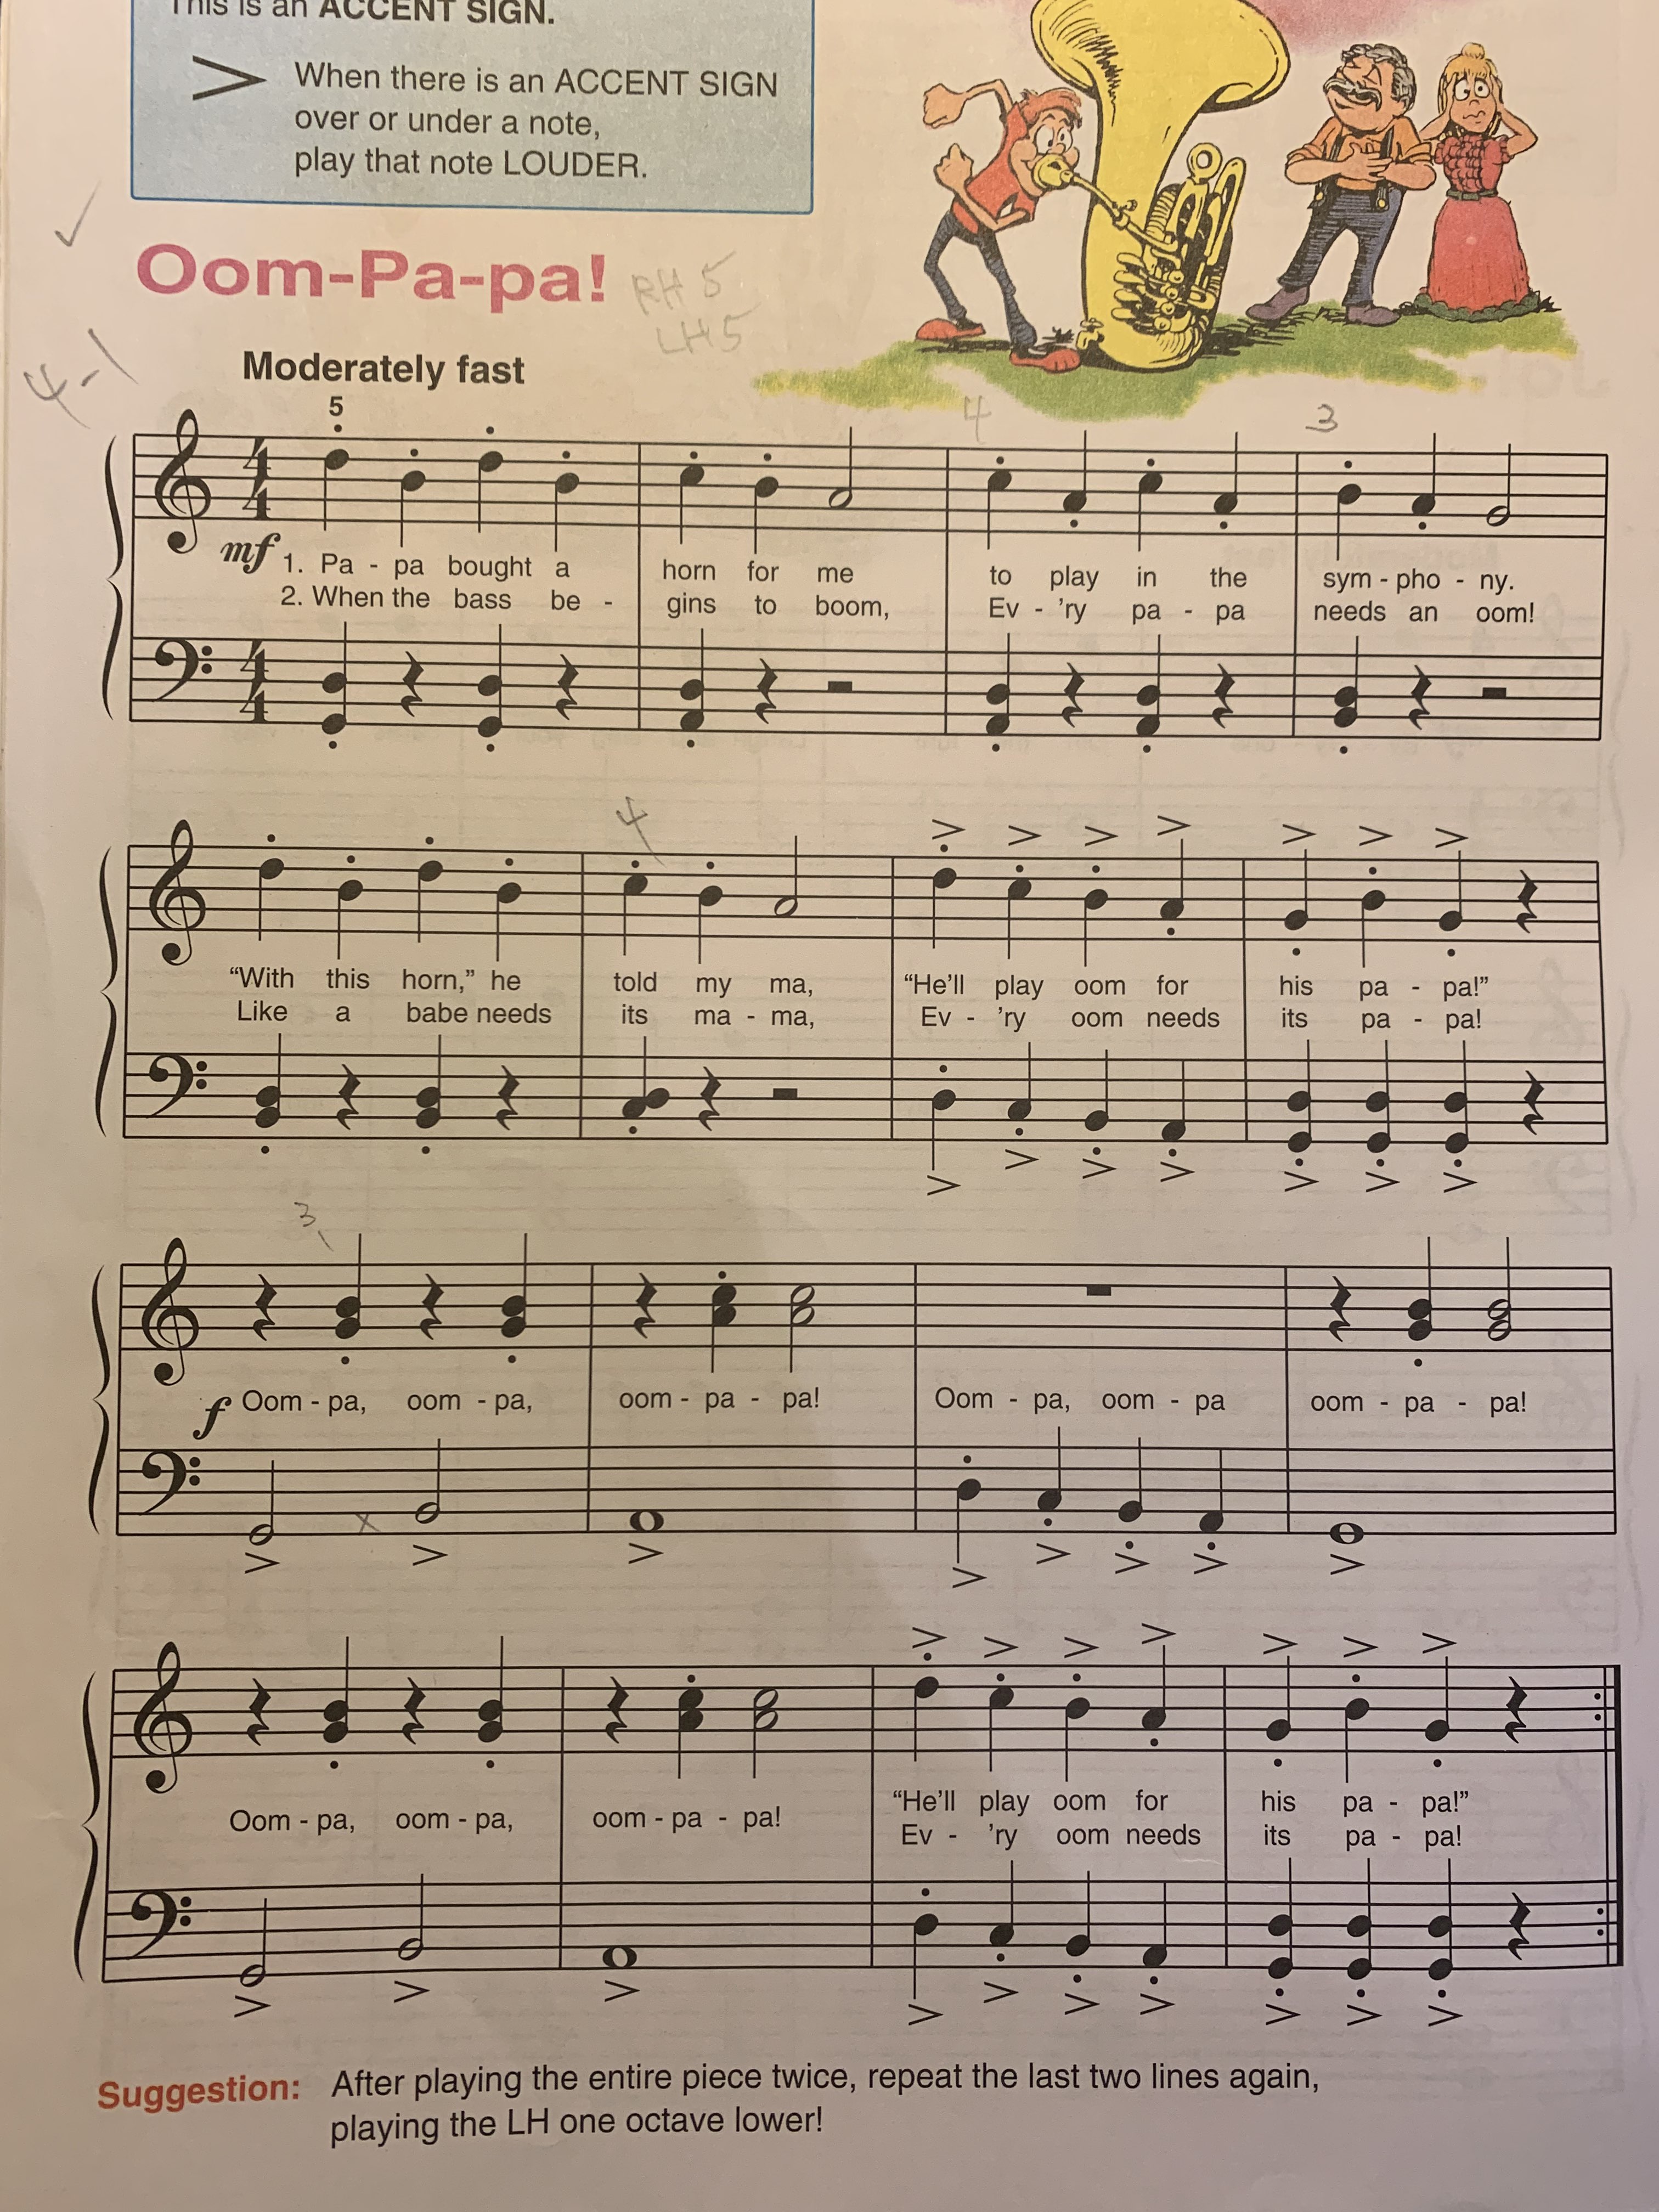 This is an ACCENT SIGN.
When there is an ACCENT SIGN
over or under a note,
play that note LOUDER.
Oom-Pa-pa!
RH 5
LH 5
4-1
Moderately fast
5
4
3
4
4
mf 1. Pa - pa bought a horn for me to play in the sym - pho - ny.
2. When the bass be - gins to boom, Ev - 'ry pa - pa needs an oom!
4
4
4
“With this horn,” he told my ma, “He'll play oom for his pa - pa!”
Like a babe needs its ma - ma, Ev - 'ry oom needs its pa - pa!
3
f Oom - pa, oom - pa, oom - pa - pa! Oom - pa, oom - pa oom - pa - pa!
x
Oom - pa, oom - pa, oom - pa - pa! “He'll play oom for his pa - pa!”
Ev - 'ry oom needs its pa - pa!
Suggestion: After playing the entire piece twice, repeat the last two lines again,
playing the LH one octave lower!